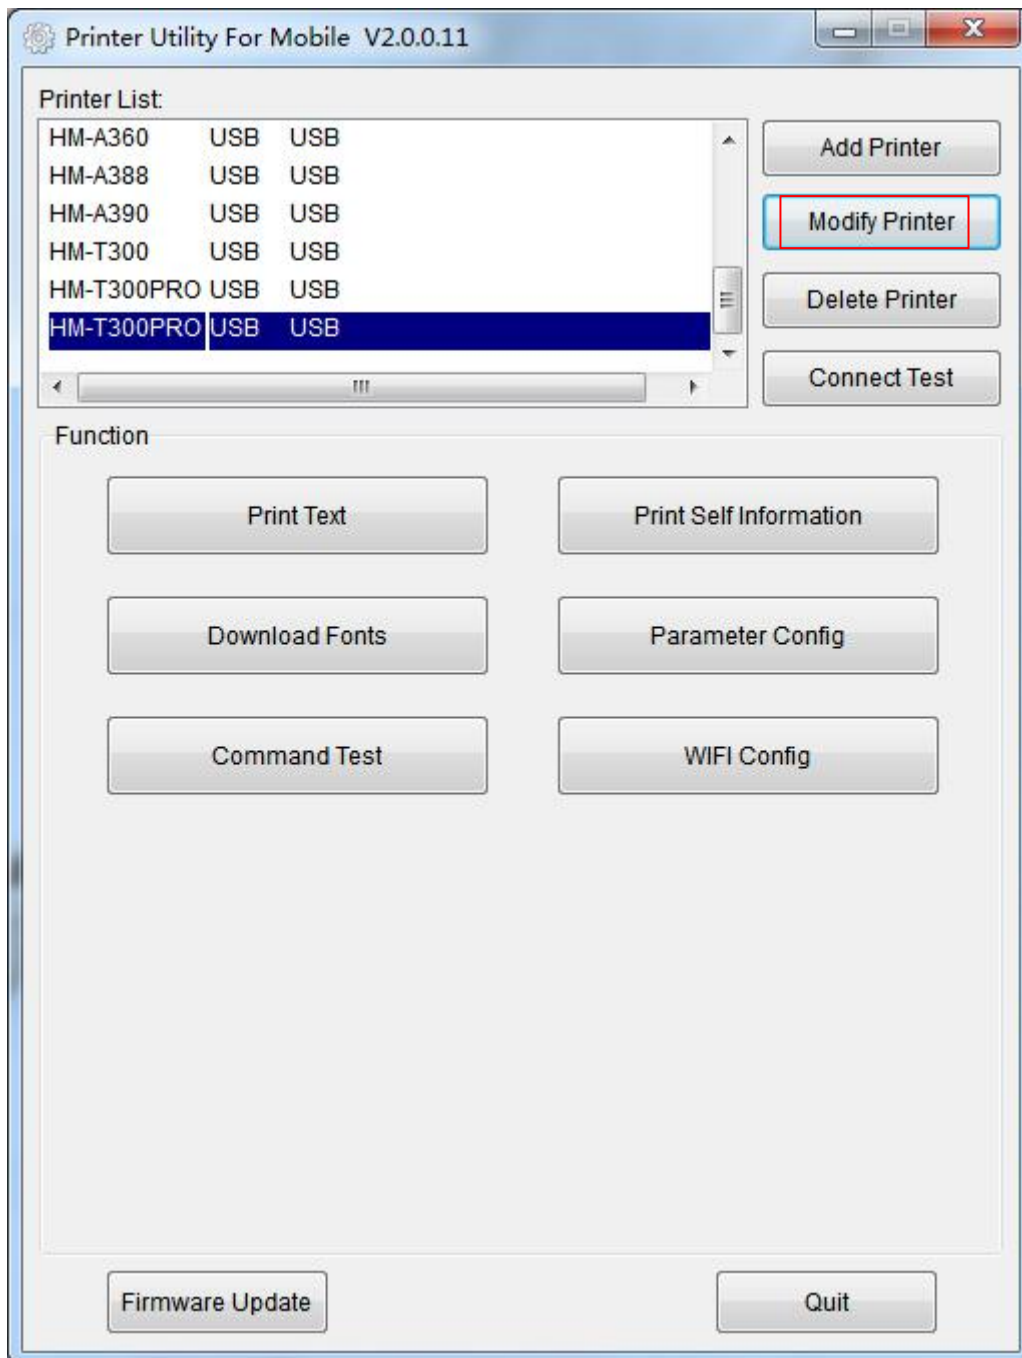 Printer Utility For Mobile V2.0.0.11
Printer List:
HM-A360 USB USB
HM-A388 USB USB
HM-A390 USB USB
HM-T300 USB USB
HM-T300PRO USB USB
HM-T300PRO USB USB
Add Printer
Modify Printer
Delete Printer
Connect Test
Function
Print Text
Print Self Information
Download Fonts
Parameter Config
Command Test
WIFI Config
Firmware Update
Quit